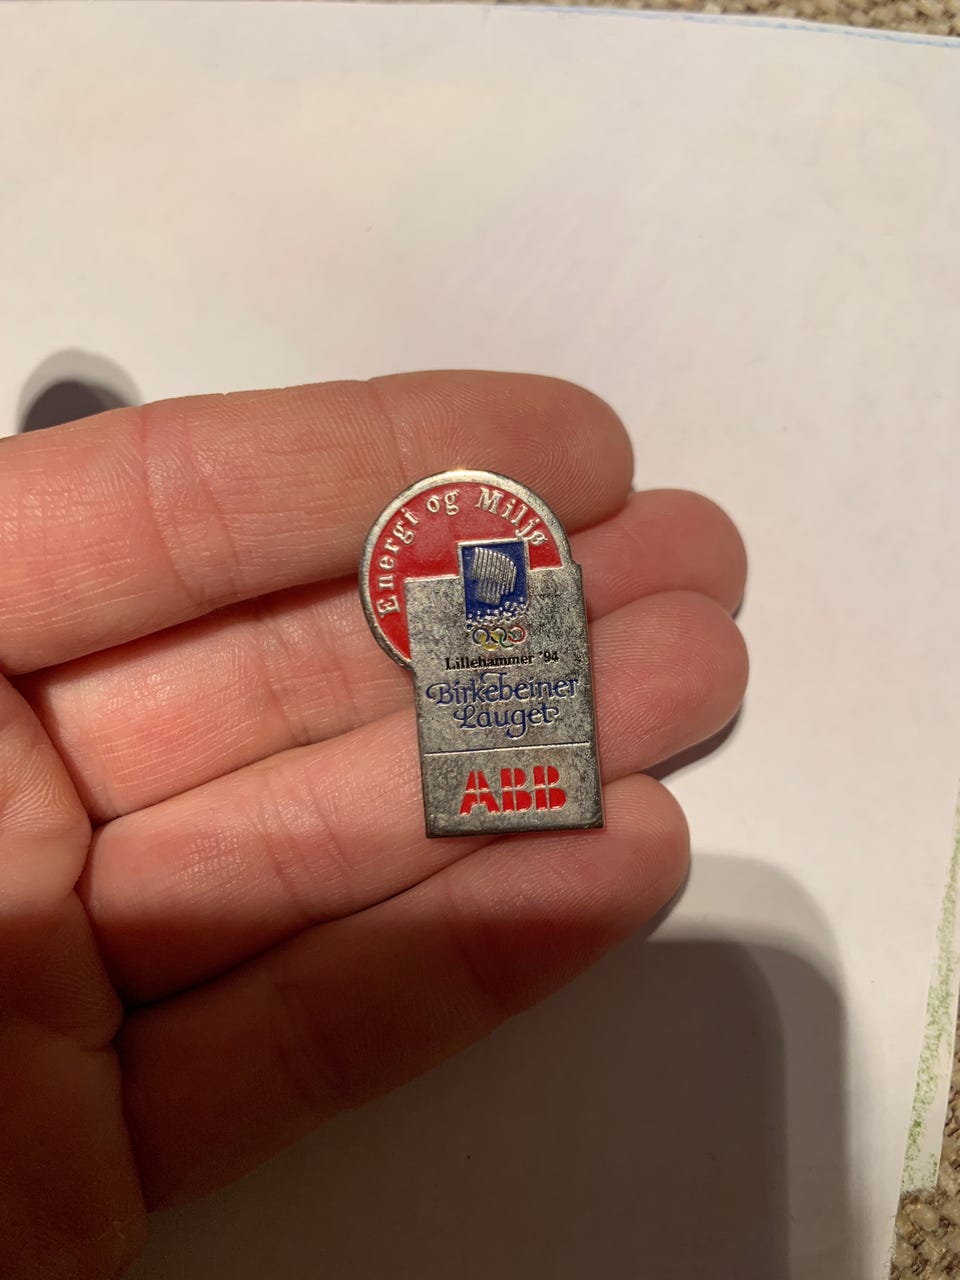 Energi og Miljø
Lillehammer '94
Birkebeiner
Lauget
ABB